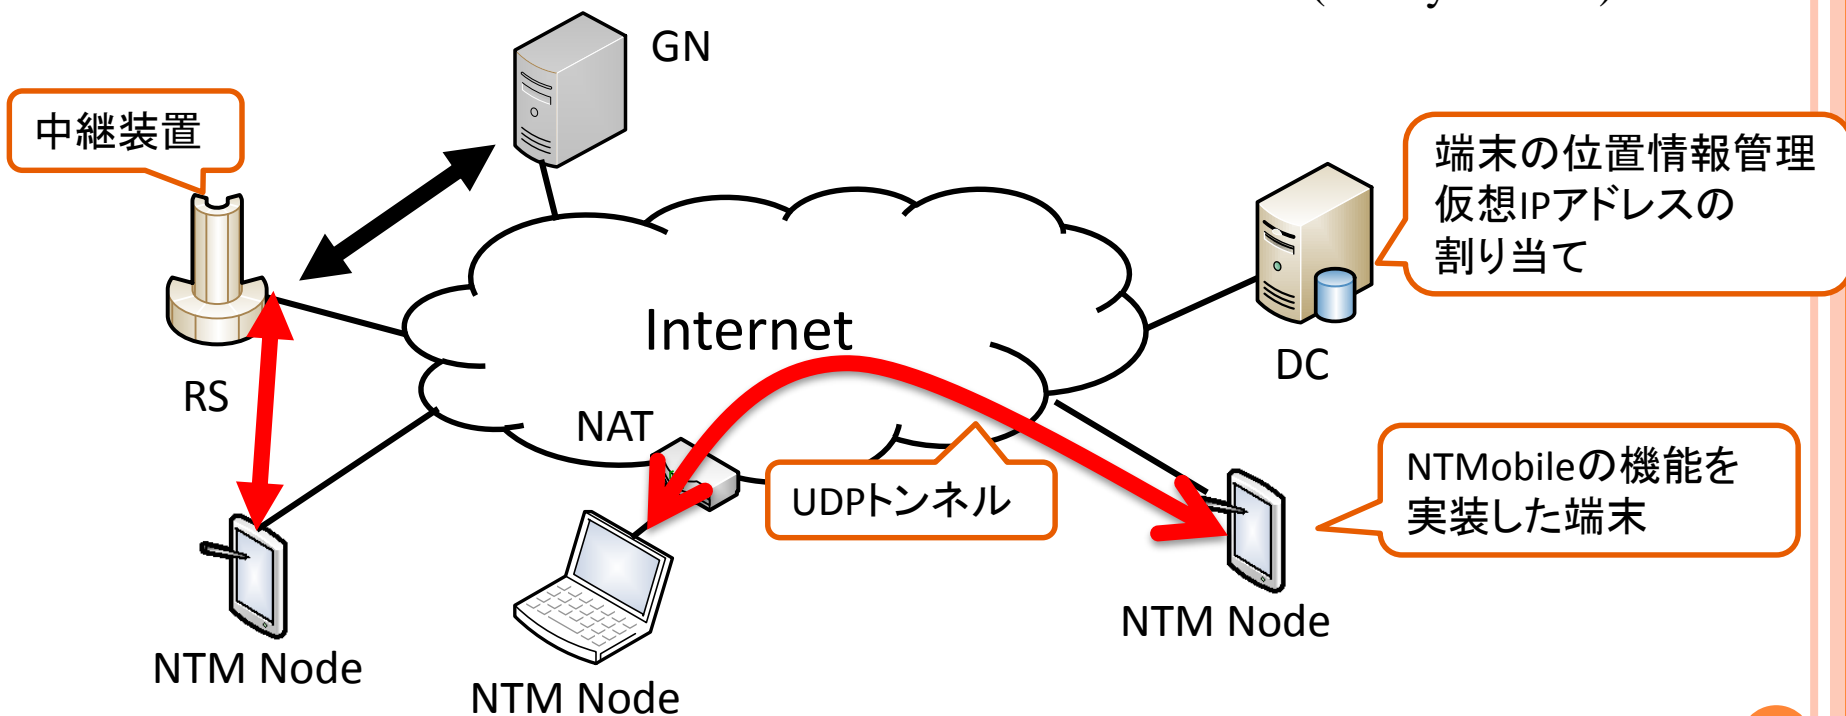 GN
中継装置
端末の位置情報管理
仮想IPアドレスの
割り当て
Internet
DC
RS
NAT
UDPトンネル
NTMobileの機能を
実装した端末
NTM Node
NTM Node
NTM Node